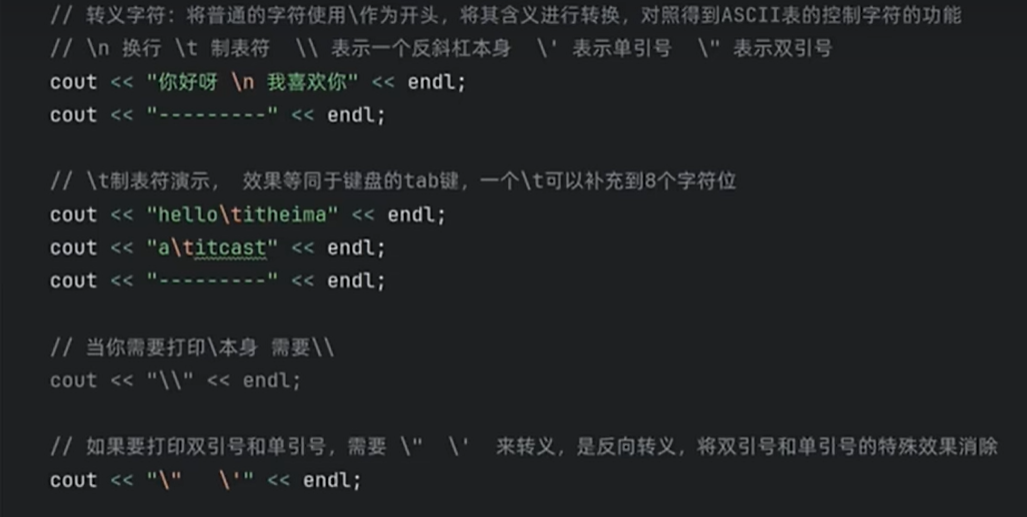 // 转义字符：将普通的字符使用\作为开头，将其含义进行转换，对照得到ASCII表的控制字符的功能
// \n 换行 \t 制表符  \\ 表示一个反斜杠本身  \' 表示单引号  \" 表示双引号
cout << "你好呀 \n 我喜欢你" << endl;
cout << "---------" << endl;
// \t制表符演示， 效果等同于键盘的tab键，一个\t可以补充到8个字符位
cout << "hello\titheima" << endl;
cout << "a\titcast" << endl;
cout << "---------" << endl;
// 当你需要打印\本身 需要\\
cout << "\\" << endl;
// 如果要打印双引号和单引号，需要 \"  \'  来转义，是反向转义，将双引号和单引号的特殊效果消除
cout << "\"   \'" << endl;